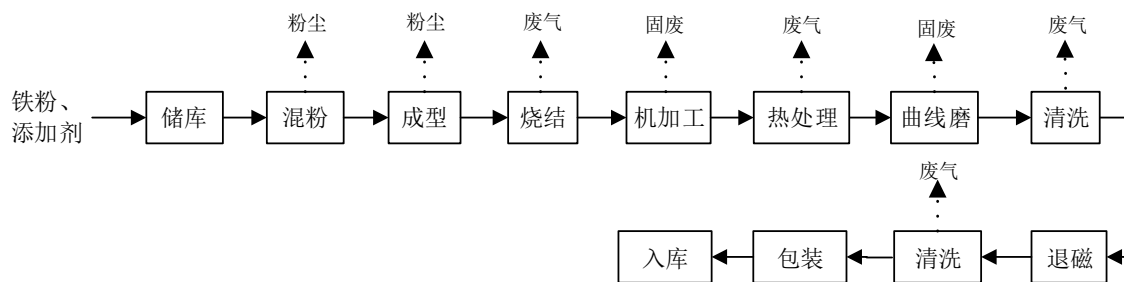 粉尘
粉尘
废气
固废
废气
固废
废气
铁粉、
添加剂
储库
混粉
成型
烧结
机加工
热处理
曲线磨
清洗
废气
入库
包装
清洗
退磁